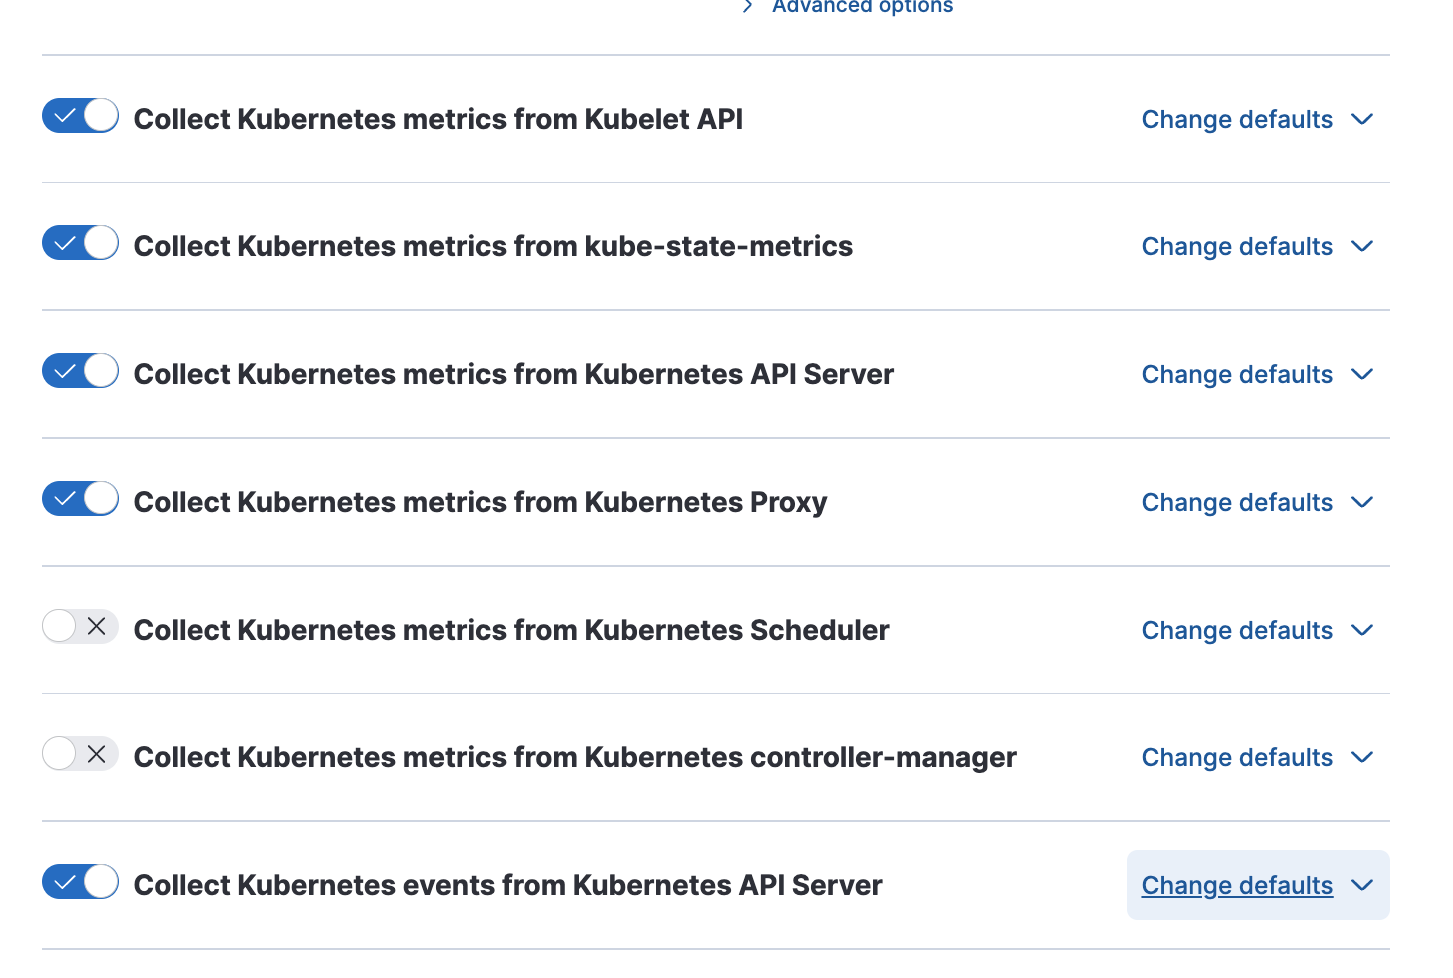 Advanced options
Collect Kubernetes metrics from Kubelet API
Change defaults
Collect Kubernetes metrics from kube-state-metrics
Change defaults
Collect Kubernetes metrics from Kubernetes API Server
Change defaults
Collect Kubernetes metrics from Kubernetes Proxy
Change defaults
Collect Kubernetes metrics from Kubernetes Scheduler
Change defaults
Collect Kubernetes metrics from Kubernetes controller-manager
Change defaults
Collect Kubernetes events from Kubernetes API Server
Change defaults